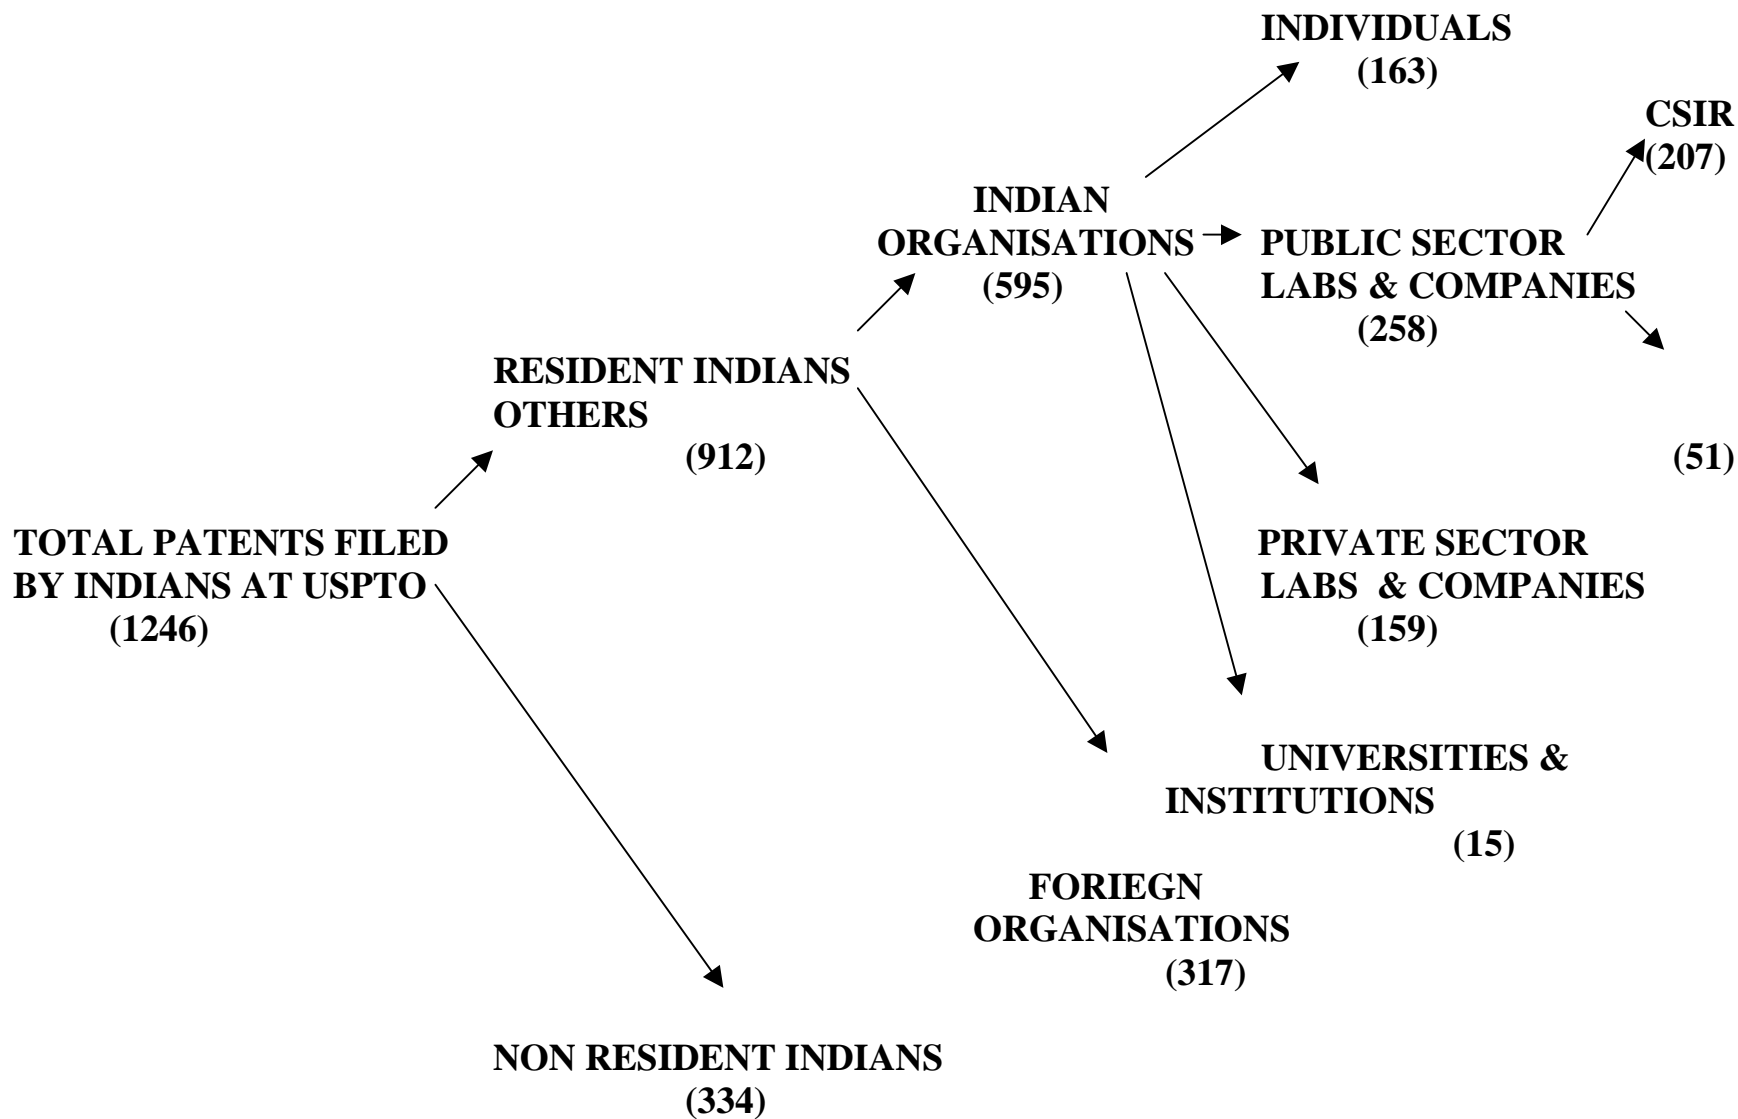 INDIVIDUALS
(163)
CSIR
(207)
INDIAN
ORGANISATIONS
(595)
PUBLIC SECTOR
LABS & COMPANIES
(258)
RESIDENT INDIANS
OTHERS
(912)
(51)
TOTAL PATENTS FILED
BY INDIANS AT USPTO
(1246)
PRIVATE SECTOR
LABS & COMPANIES
(159)
UNIVERSITIES &
INSTITUTIONS
(15)
FORIEGN
ORGANISATIONS
(317)
NON RESIDENT INDIANS
(334)